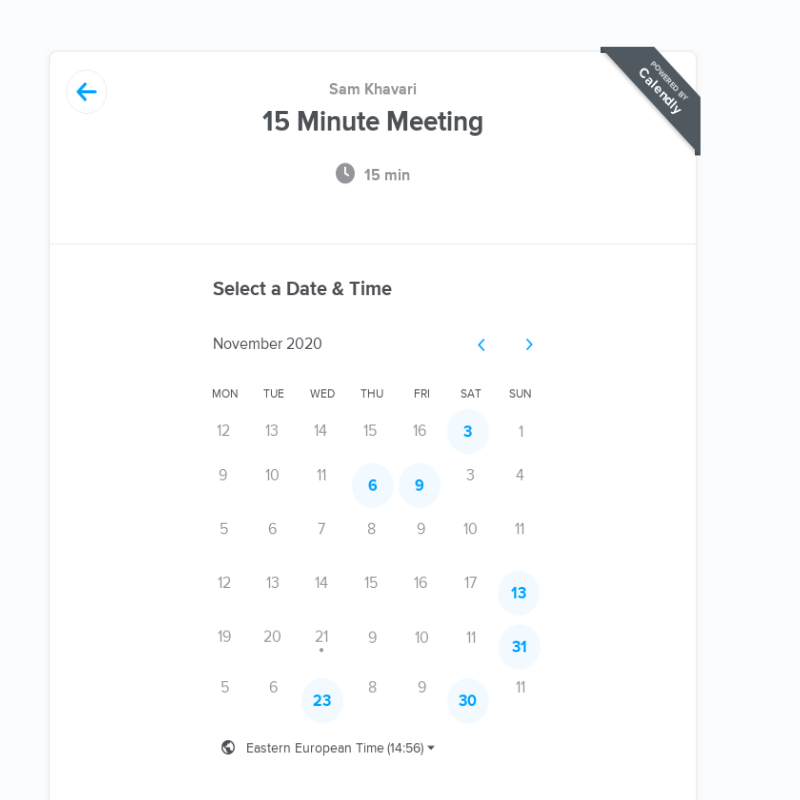 POWERED BY
Calendly
Sam Khavari
15 Minute Meeting
15 min
Select a Date & Time
November 2020
MON TUE WED THU FRI SAT SUN
12 13 14 15 16 3 1
9 10 11 6 9 3 4
5 6 7 8 9 10 11
12 13 14 15 16 17 13
19 20 21 9 10 11 31
5 6 23 8 9 30 11
Eastern European Time (14:56)